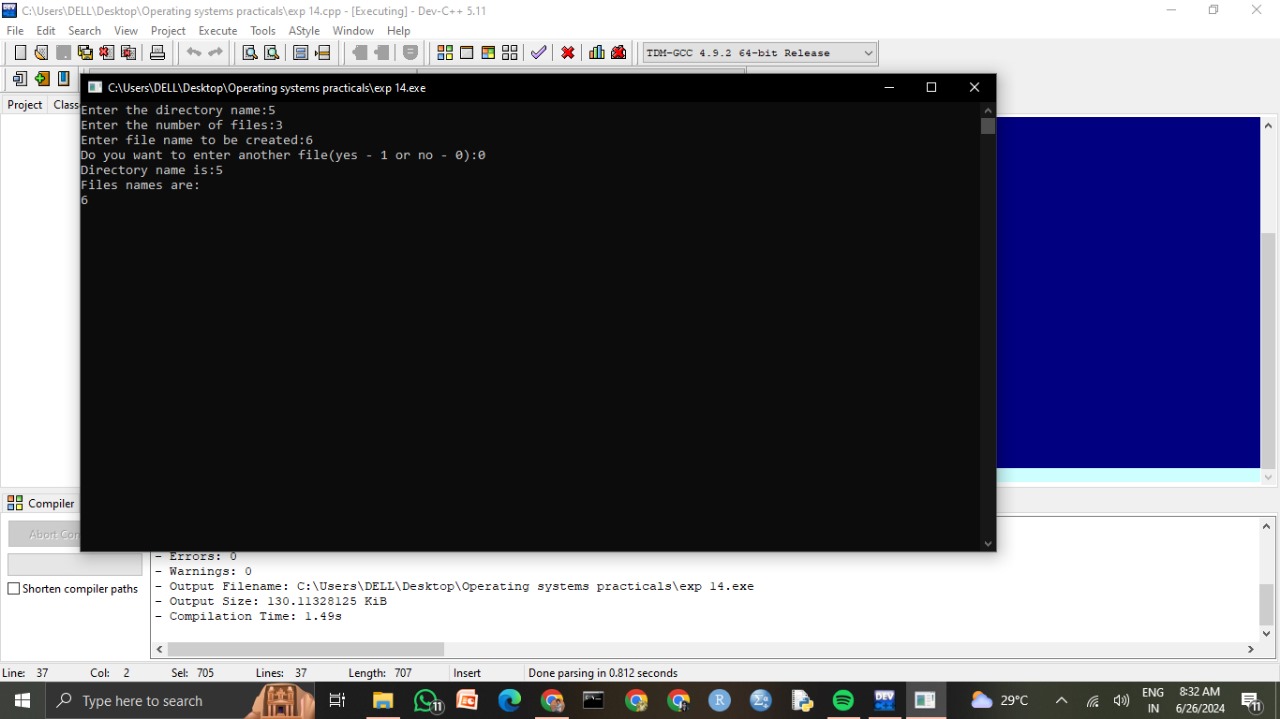 C:\Users\DELL\Desktop\Operating systems practicals\exp 14.cpp - [Executing] - Dev-C++ 5.11
File Edit Search View Project Execute Tools AStyle Window Help
TDM-GCC 4.9.2 64-bit Release
C:\Users\DELL\Desktop\Operating systems practicals\exp 14.exe
Project Class
Enter the directory name:5
Enter the number of files:3
Enter file name to be created:6
Do you want to enter another file(yes - 1 or no - 0):0
Directory name is:5
Files names are:
6
Compiler
Abort
- Errors: 0
- Warnings: 0
- Output Filename: C:\Users\DELL\Desktop\Operating systems practicals\exp 14.exe
- Output Size: 130.11328125 KiB
- Compilation Time: 1.49s
Shorten compiler paths
Line: 37 Col: 2 Sel: 705 Lines: 37 Length: 707 Insert Done parsing in 0.812 seconds
Type here to search
11
R
DEV
29°C
ENG
IN
8:32 AM
6/26/2024
11